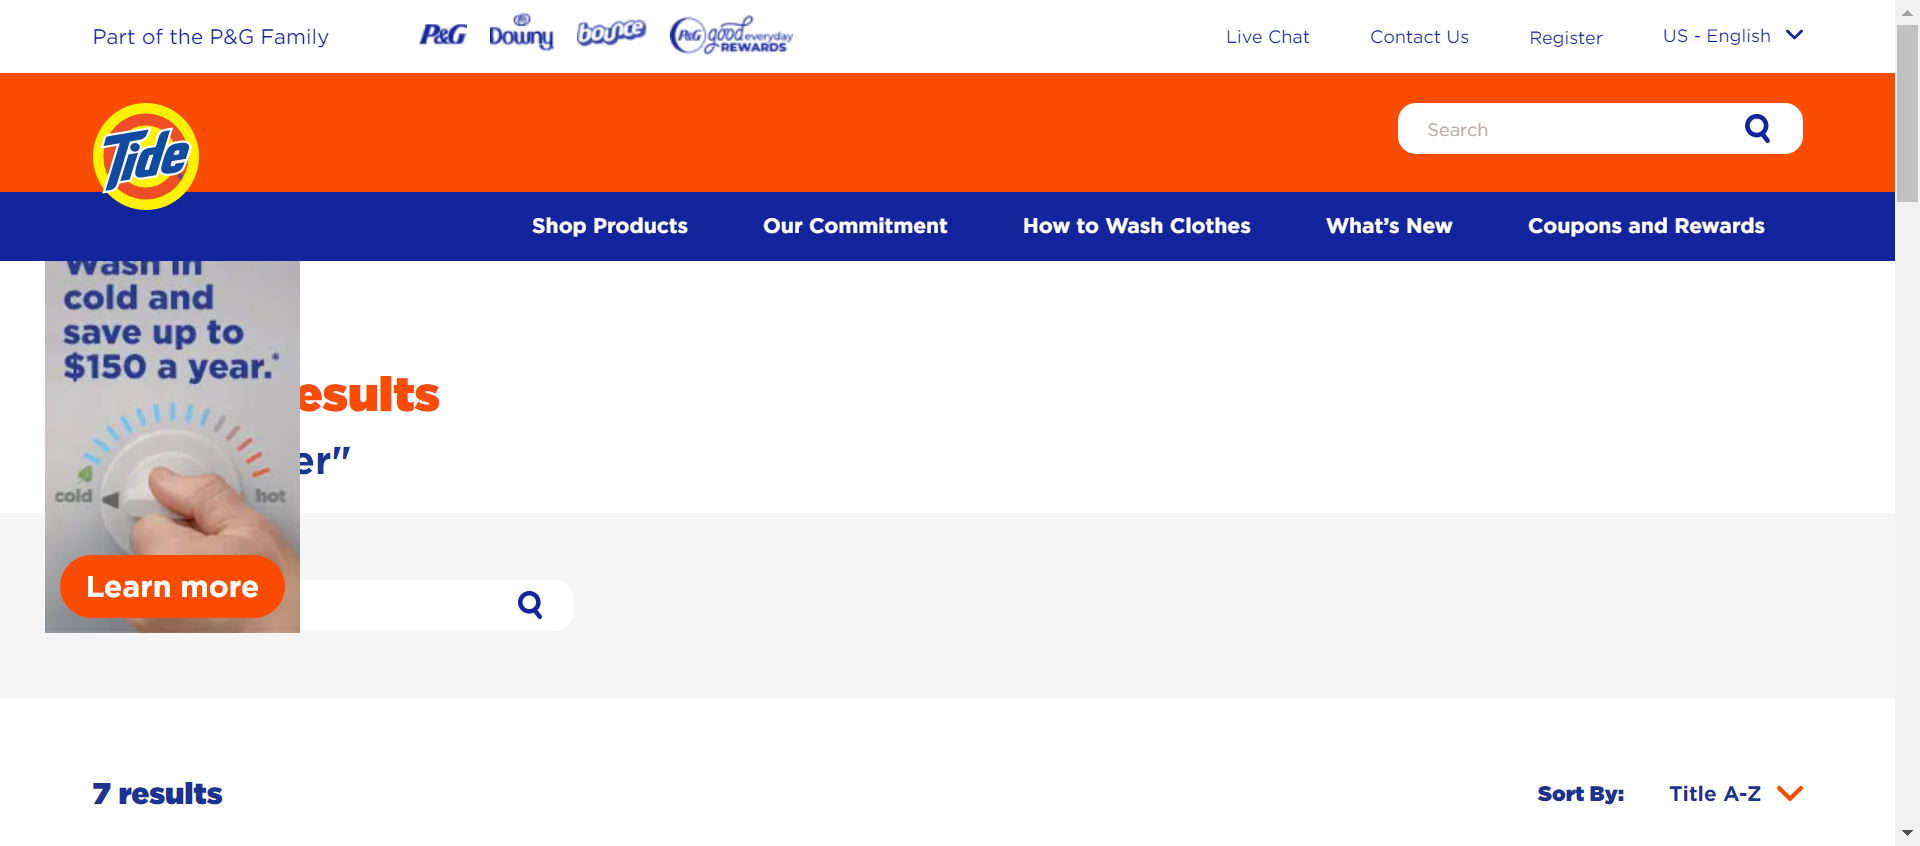 Part of the P&G Family
P&G
Downy
bounce
P&G good everyday
REWARDS
Live Chat
Contact Us
Register
US - English
Tide
Search
Shop Products
Our Commitment
How to Wash Clothes
What's New
Coupons and Rewards
Wash in
cold and
save up to
$150 a year.*
cold
hot
Learn more
esults
er"
7 results
Sort By:
Title A-Z